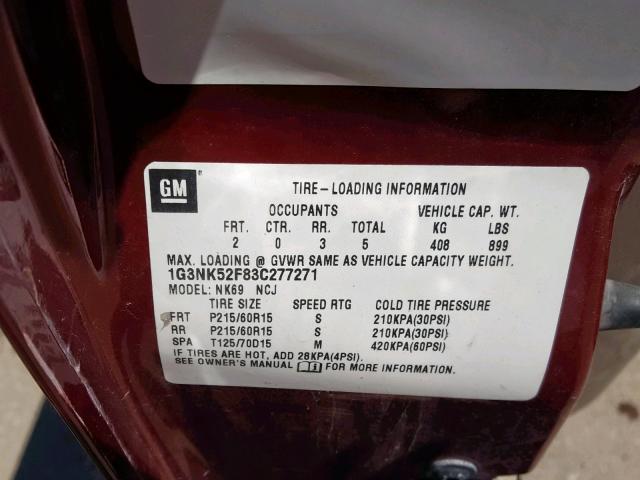 GM
TIRE-LOADING INFORMATION
OCCUPANTS VEHICLE CAP. WT.
FRT. CTR. RR. TOTAL KG LBS
2 0 3 5 408 899
MAX. LOADING @ GVWR SAME AS VEHICLE CAPACITY WEIGHT.
1G3NK52F83C277271
MODEL: NK69 NCJ
TIRE SIZE SPEED RTG COLD TIRE PRESSURE
FRT P215/60R15 S 210KPA(30PSI)
RR P215/60R15 S 210KPA(30PSI)
SPA T125/70D15 M 420KPA(60PSI)
IF TIRES ARE HOT, ADD 28KPA(4PSI).
SEE OWNER'S MANUAL FOR MORE INFORMATION.